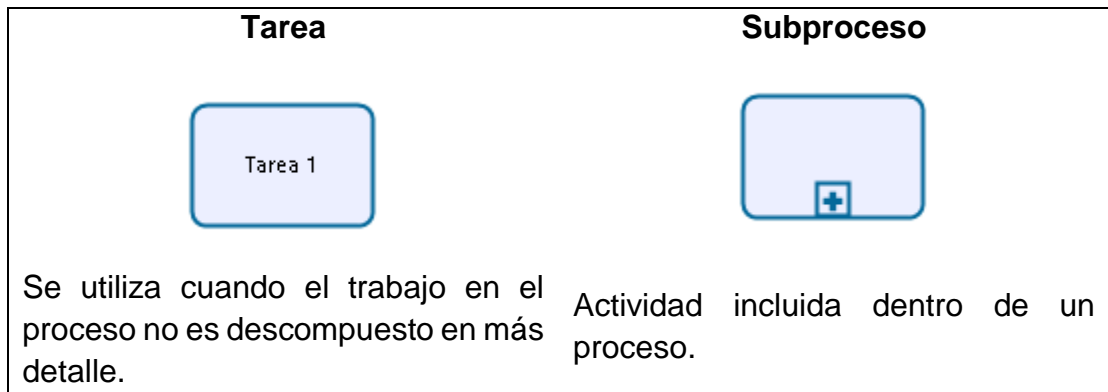 Tarea
Subproceso
Tarea 1
Se utiliza cuando el trabajo en el
proceso no es descompuesto en más
detalle.
Actividad incluida dentro de un
proceso.